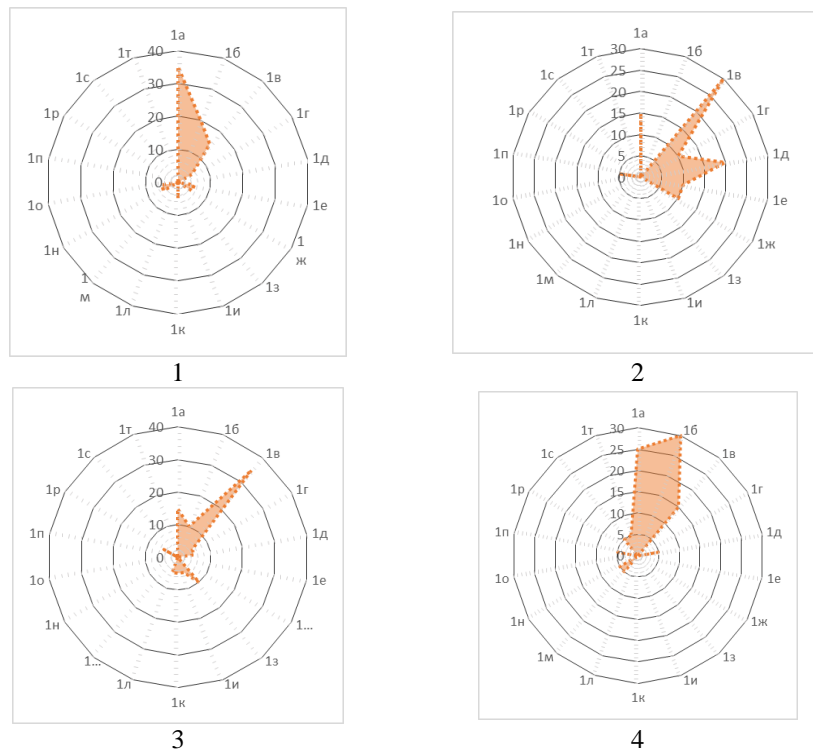 1а
1б
1в
1г
1д
1е
1
ж
1з
1и
1к
1л
1
м
1н
1о
1п
1р
1с
1т
40
30
20
10
0
1
1а
1б
1в
1г
1д
1е
1ж
1з
1и
1к
1л
1м
1н
1о
1п
1р
1с
1т
30
25
20
15
10
5
0
2
1а
1б
1в
1г
1д
1е
1...
1з
1и
1к
1л
1...
1н
1о
1п
1р
1с
1т
40
30
20
10
0
3
1а
1б
1в
1г
1д
1е
1ж
1з
1и
1к
1л
1м
1н
1о
1п
1р
1с
1т
30
25
20
15
10
5
0
4